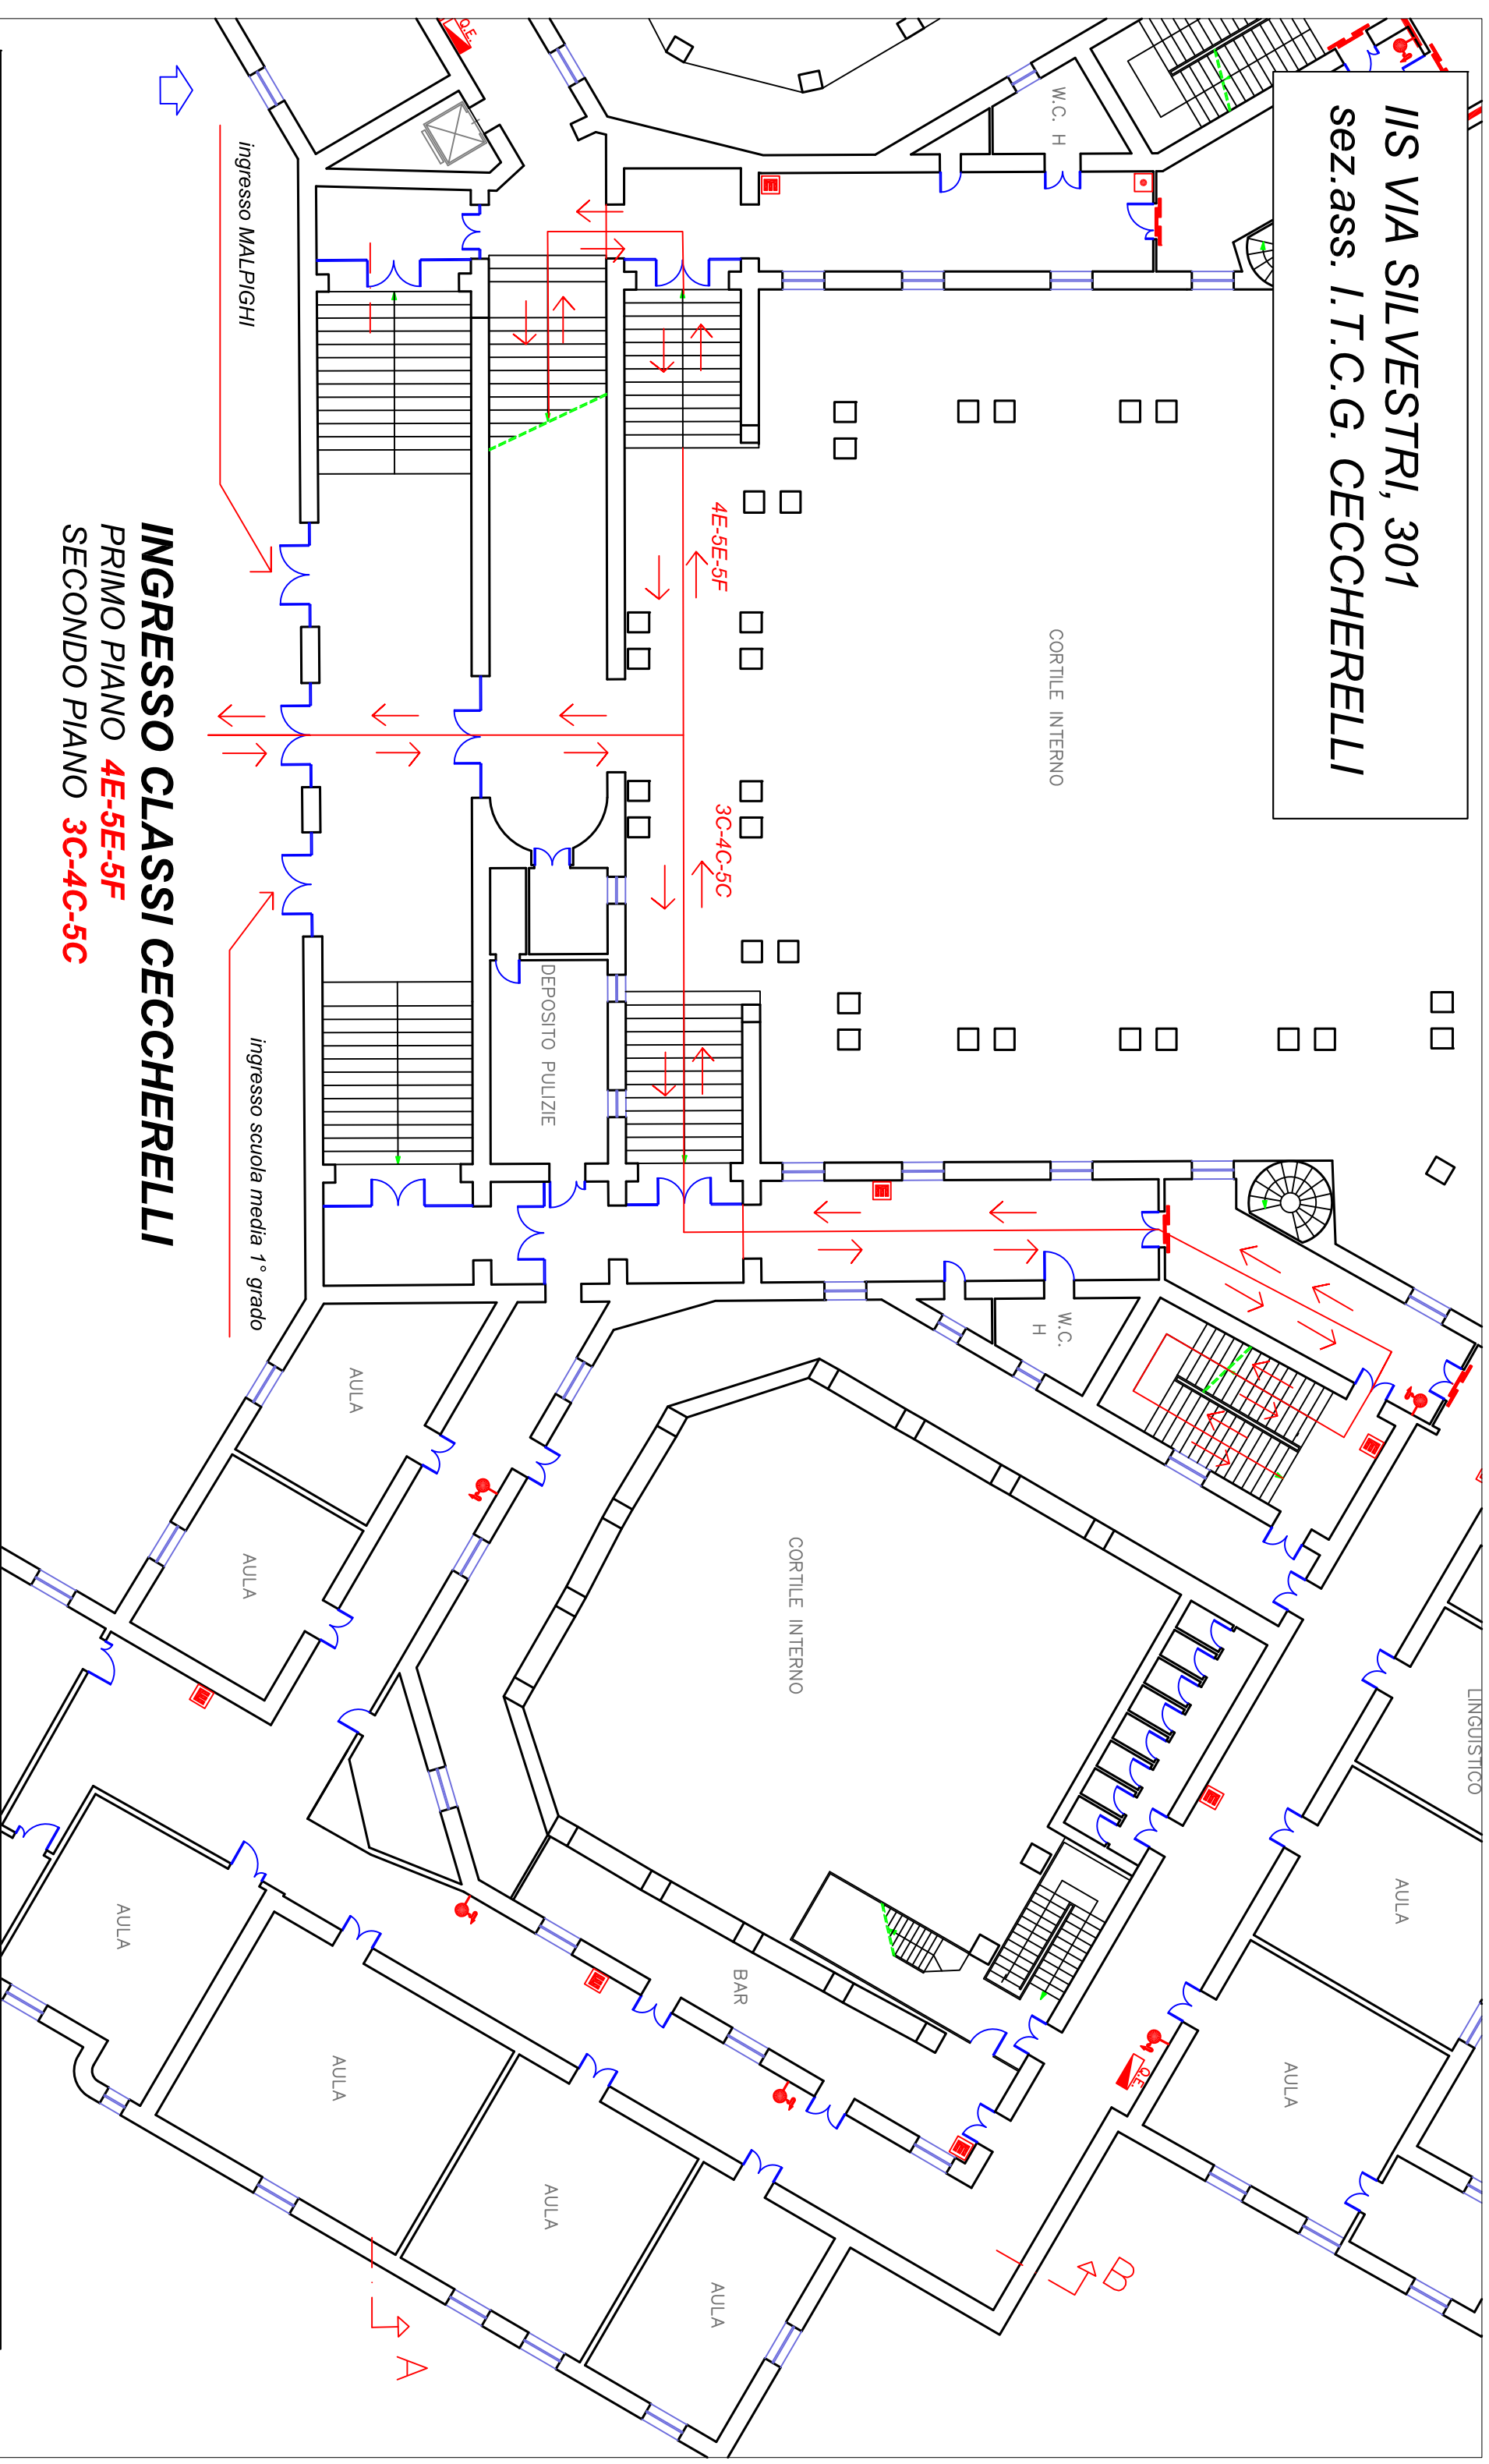 IIS VIA SILVESTRI, 301
sez.ass. I.T.C.G. CECCHERELLI
Q.E.
W.C. H
CORTILE INTERNO
4E-5E-5F
3C-4C-5C
ingresso MALPIGHI
DEPOSITO PULIZIE
ingresso scuola media 1° grado
INGRESSO CLASSI CECCHERELLI
PRIMO PIANO 4E-5E-5F
SECONDO PIANO 3C-4C-5C
W.C.
H
AULA
AULA
CORTILE INTERNO
LINGUISTICO
AULA
AULA
Q.E.
BAR
AULA
AULA
AULA
AULA
B
A